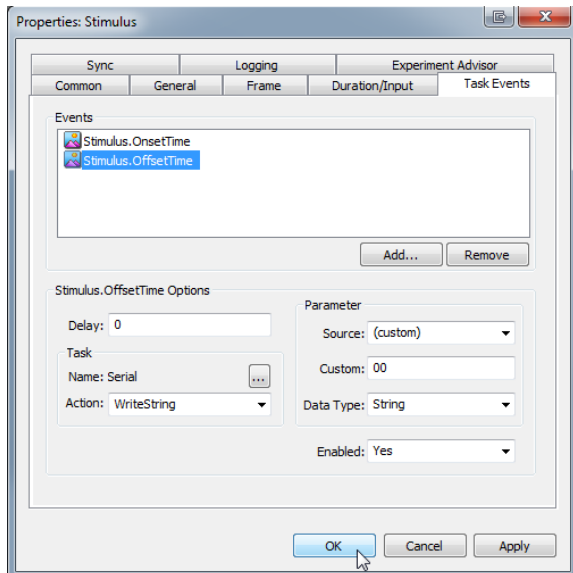 Properties: Stimulus
Sync Logging Experiment Advisor
Common General Frame Duration/Input Task Events
Events
Stimulus.OnsetTime
Stimulus.OffsetTime
Add... Remove
Stimulus.OffsetTime Options
Delay: 0
Task
Name: Serial ...
Action: WriteString
Parameter
Source: (custom)
Custom: 00
Data Type: String
Enabled: Yes
OK Cancel Apply